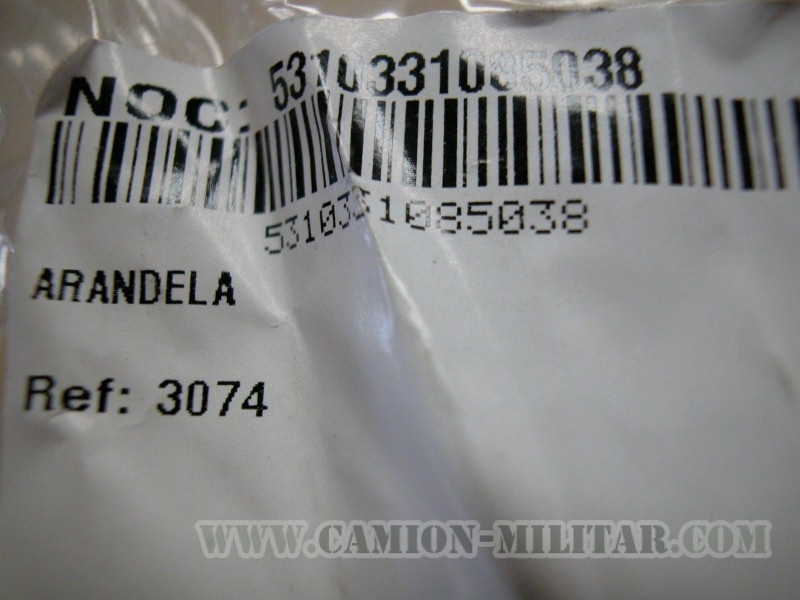 NOC: 5310331085038
5310331085038
ARANDELA
Ref: 3074
WWW.CAMION-MILITAR.COM